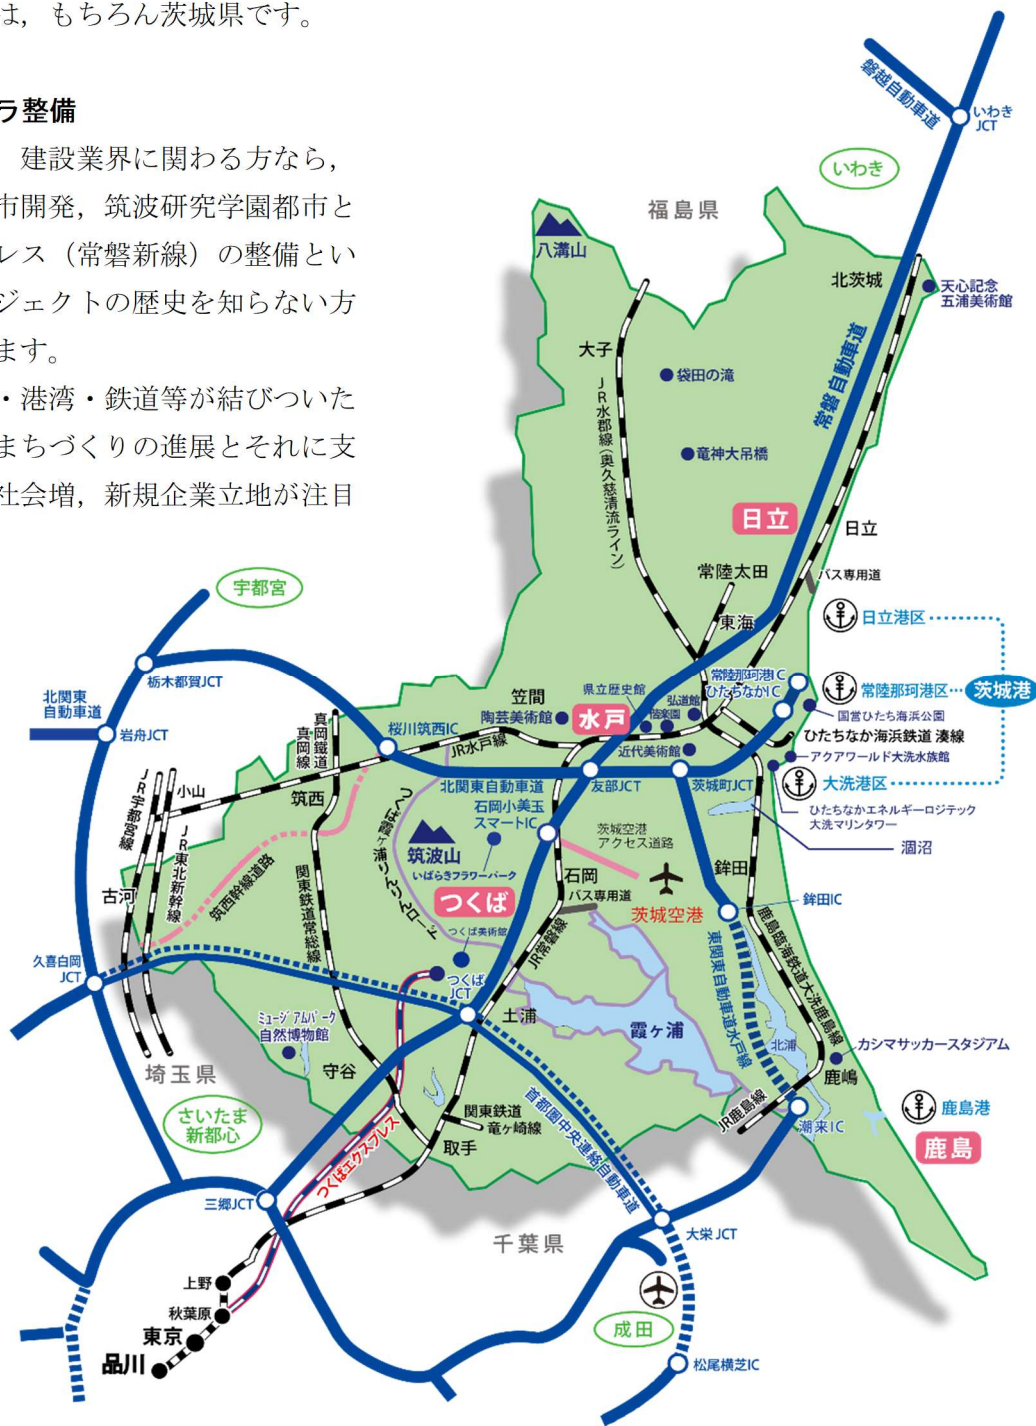 は，もちろん茨城県です。
ラ整備
建設業界に関わる方なら，
市開発，筑波研究学園都市と
レス（常磐新線）の整備とい
ジェクトの歴史を知らない方
ます。
・港湾・鉄道等が結びついた
まちづくりの進展とそれに支
社会増，新規企業立地が注目
磐越自動車道
いわき
JCT
いわき
福島県
八溝山
北茨城
天心記念
五浦美術館
常磐自動車道
大子
袋田の滝
JR水郡線（奥久慈清流ライン）
竜神大吊橋
日立
日立
常陸太田
バス専用道
東海
日立港区
宇都宮
栃木都賀JCT
北関東
自動車道
岩舟JCT
常陸那珂港IC
ひたちなかIC
常陸那珂港区
茨城港
県立歴史館
弘道館
偕楽園
国営ひたち海浜公園
笠間
陶芸美術館
水戸
ひたちなか海浜鉄道 湊線
真岡鐵道
真岡線
桜川筑西IC
JR水戸線
近代美術館
アクアワールド大洗水族館
北関東自動車道
友部JCT
茨城町JCT
大洗港区
JR宇都宮線
小山
JR東北新幹線
筑西
つくば霞ヶ浦りんりんロード
石岡小美玉
スマートIC
ひたちなかエネルギーロジテック
大洗マリンタワー
茨城空港
アクセス道路
涸沼
筑波山
いばらきフラワーパーク
石岡
鉾田
筑西幹線道路
関東鉄道常総線
古河
つくば
バス専用道
茨城空港
鉾田IC
つくば美術館
JR常磐線
東関東自動車道水戸線
鹿島臨海鉄道大洗鹿島線
久喜白岡
JCT
つくば
JCT
土浦
霞ヶ浦
北浦
カシマサッカースタジアム
ミュージアムパーク
自然博物館
守谷
鹿嶋
埼玉県
首都圏中央連絡自動車道
JR鹿島線
潮来IC
鹿島港
鹿島
さいたま
新都心
関東鉄道
竜ヶ崎線
つくばエクスプレス
取手
三郷JCT
千葉県
大栄JCT
上野
秋葉原
東京
品川
成田
松尾横芝IC